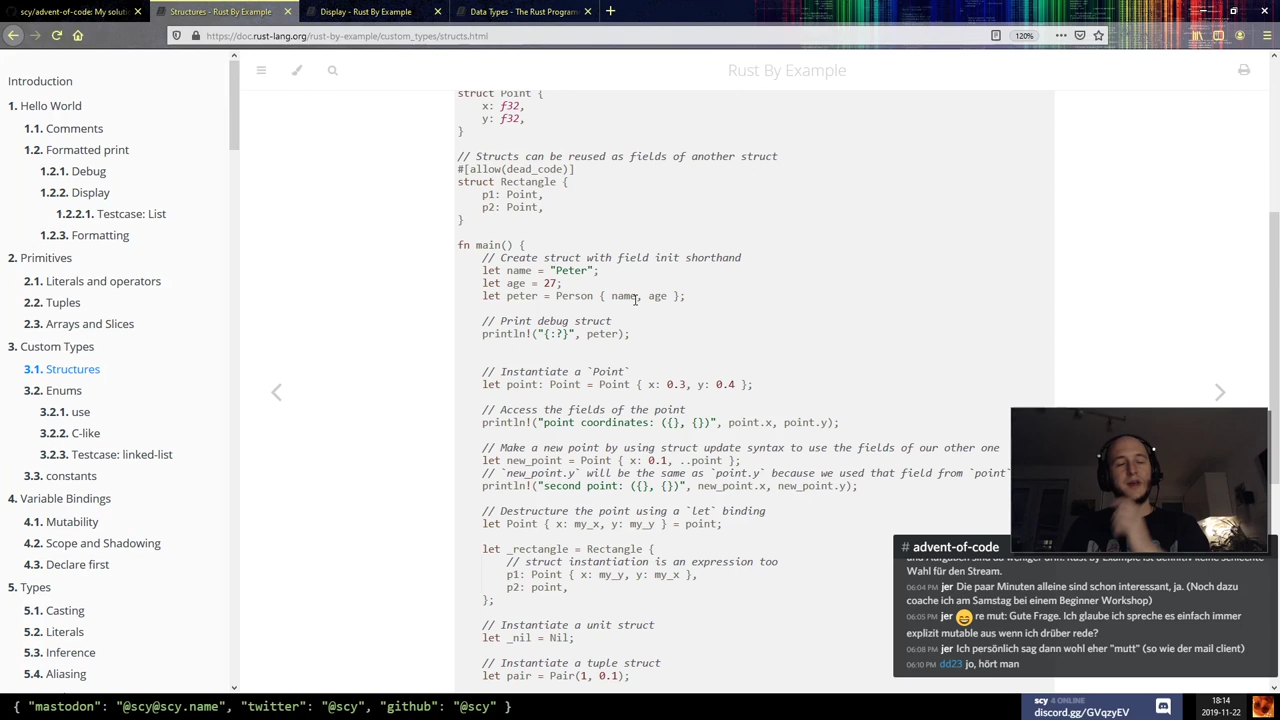 scy/advent-of-code: My soluti
Structures - Rust By Example
Display - Rust By Example
Data Types - The Rust Program
https://doc.rust-lang.org/rust-by-example/custom_types/structs.html
120%
Rust By Example
Introduction
1. Hello World
1.1. Comments
1.2. Formatted print
1.2.1. Debug
1.2.2. Display
1.2.2.1. Testcase: List
1.2.3. Formatting
2. Primitives
2.1. Literals and operators
2.2. Tuples
2.3. Arrays and Slices
3. Custom Types
3.1. Structures
3.2. Enums
3.2.1. use
3.2.2. C-like
3.2.3. Testcase: linked-list
3.3. constants
4. Variable Bindings
4.1. Mutability
4.2. Scope and Shadowing
4.3. Declare first
5. Types
5.1. Casting
5.2. Literals
5.3. Inference
5.4. Aliasing
struct Point {
x: f32,
y: f32,
}
// Structs can be reused as fields of another struct
#[allow(dead_code)]
struct Rectangle {
p1: Point,
p2: Point,
}
fn main() {
// Create struct with field init shorthand
let name = "Peter";
let age = 27;
let peter = Person { name, age };
// Print debug struct
println!("{:?}", peter);
// Instantiate a `Point`
let point: Point = Point { x: 0.3, y: 0.4 };
// Access the fields of the point
println!("point coordinates: ({}, {})", point.x, point.y);
// Make a new point by using struct update syntax to use the fields of our other one
let new_point = Point { x: 0.1, ..point };
// `new_point.y` will be the same as `point.y` because we used that field from `point`
println!("second point: ({}, {})", new_point.x, new_point.y);
// Destructure the point using a `let` binding
let Point { x: my_x, y: my_y } = point;
let _rectangle = Rectangle {
// struct instantiation is an expression too
p1: Point { x: my_y, y: my_x },
p2: point,
};
// Instantiate a unit struct
let _nil = Nil;
// Instantiate a tuple struct
let pair = Pair(1, 0.1);
# advent-of-code
und Aufgaben sind da weniger drin. Rust by Example ist definitiv keine schlechte
Wahl für den Stream.
06:04 PM jer Die paar Minuten alleine sind schon interessant, ja. (Noch dazu
coache ich am Samstag bei einem Beginner Workshop)
06:05 PM jer re mut: Gute Frage. Ich glaube ich spreche es einfach immer
explizit mutable aus wenn ich drüber rede?
06:08 PM jer Ich persönlich sag dann wohl eher "mutt" (so wie der mail client)
06:10 PM dd23 jo, hört man
{ "mastodon": "@scy@scy.name", "twitter": "@scy", "github": "@scy" }
scy 4 ONLINE
discord.gg/GVqzyEV
18:14
2019-11-22